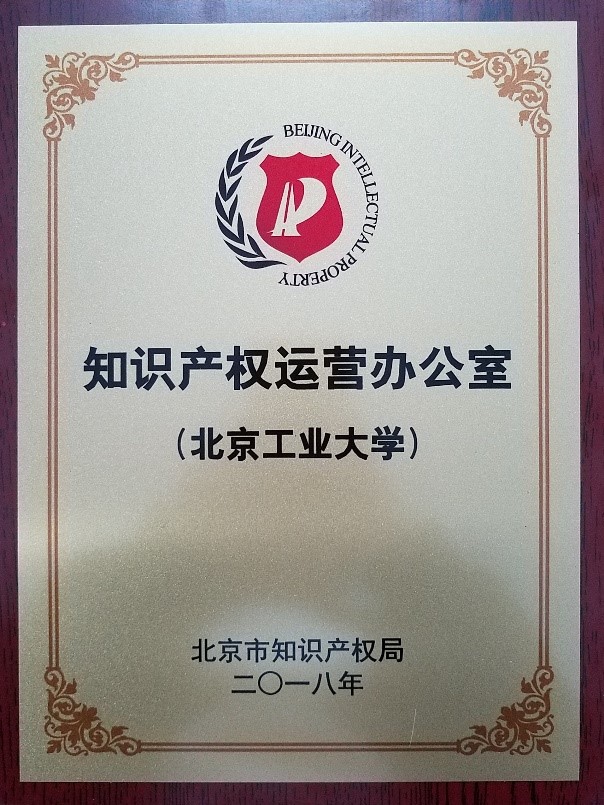 BEIJING INTELLECTUAL PROPERTY
知识产权运营办公室
（北京工业大学）
北京市知识产权局
二〇一八年